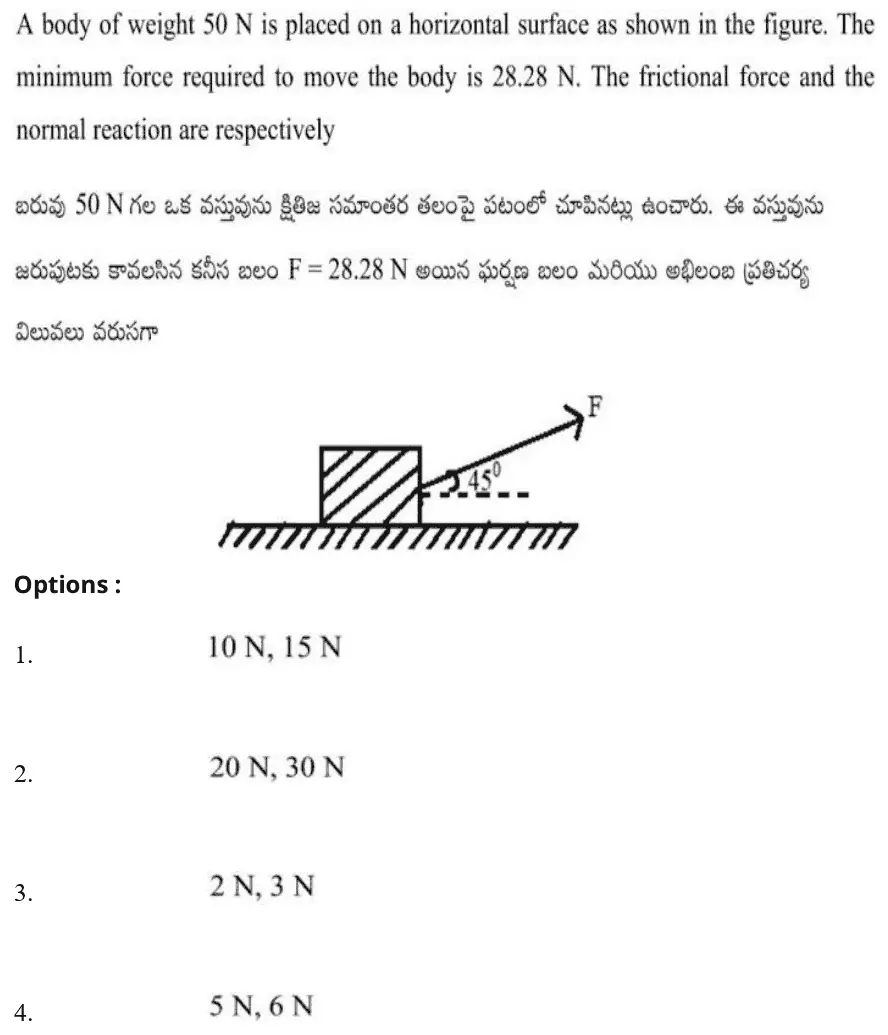 A body of weight 50 N is placed on a horizontal surface as shown in the figure. The
minimum force required to move the body is 28.28 N. The frictional force and the
normal reaction are respectively
బరువు 50 N గల ఒక వస్తువును క్షితిజ సమాంతర తలంపై పటంలో చూపినట్లు ఉంచారు. ఈ వస్తువును
జరుపుటకు కావలసిన కనీస బలం F = 28.28 N అయిన ఘర్షణ బలం మరియు అభిలంబ ప్రతిచర్య
విలువలు వరుసగా
F
45⁰
Options :
1. 10 N, 15 N
2. 20 N, 30 N
3. 2 N, 3 N
4. 5 N, 6 N